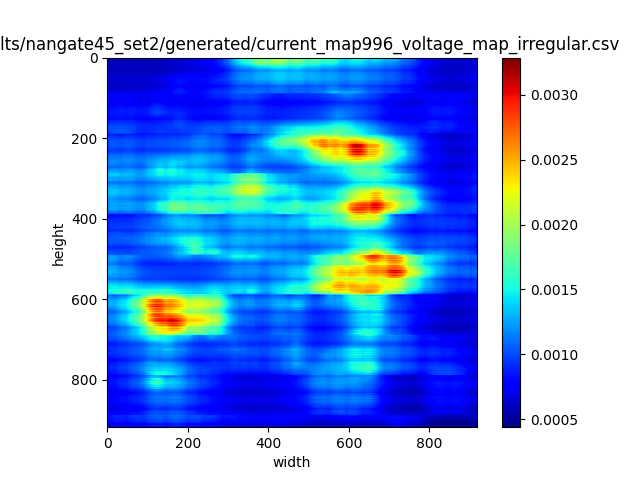 lts/nangate45_set2/generated/current_map996_voltage_map_irregular.csv
0
200
400
600
800
height
0 200 400 600 800
width
0.0030
0.0025
0.0020
0.0015
0.0010
0.0005